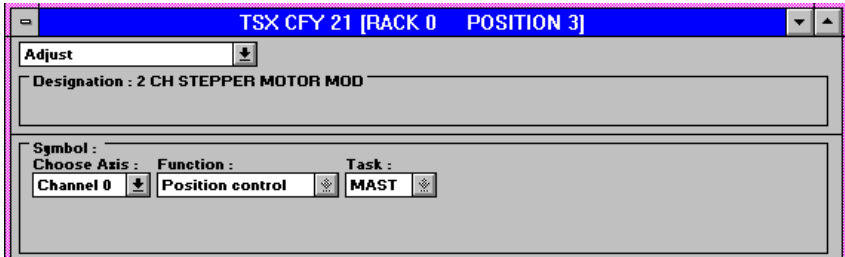 TSX CFY 21 [RACK 0 POSITION 3]
Adjust
Designation : 2 CH STEPPER MOTOR MOD
Symbol :
Choose Axis : Function : Task :
Channel 0 Position control MAST